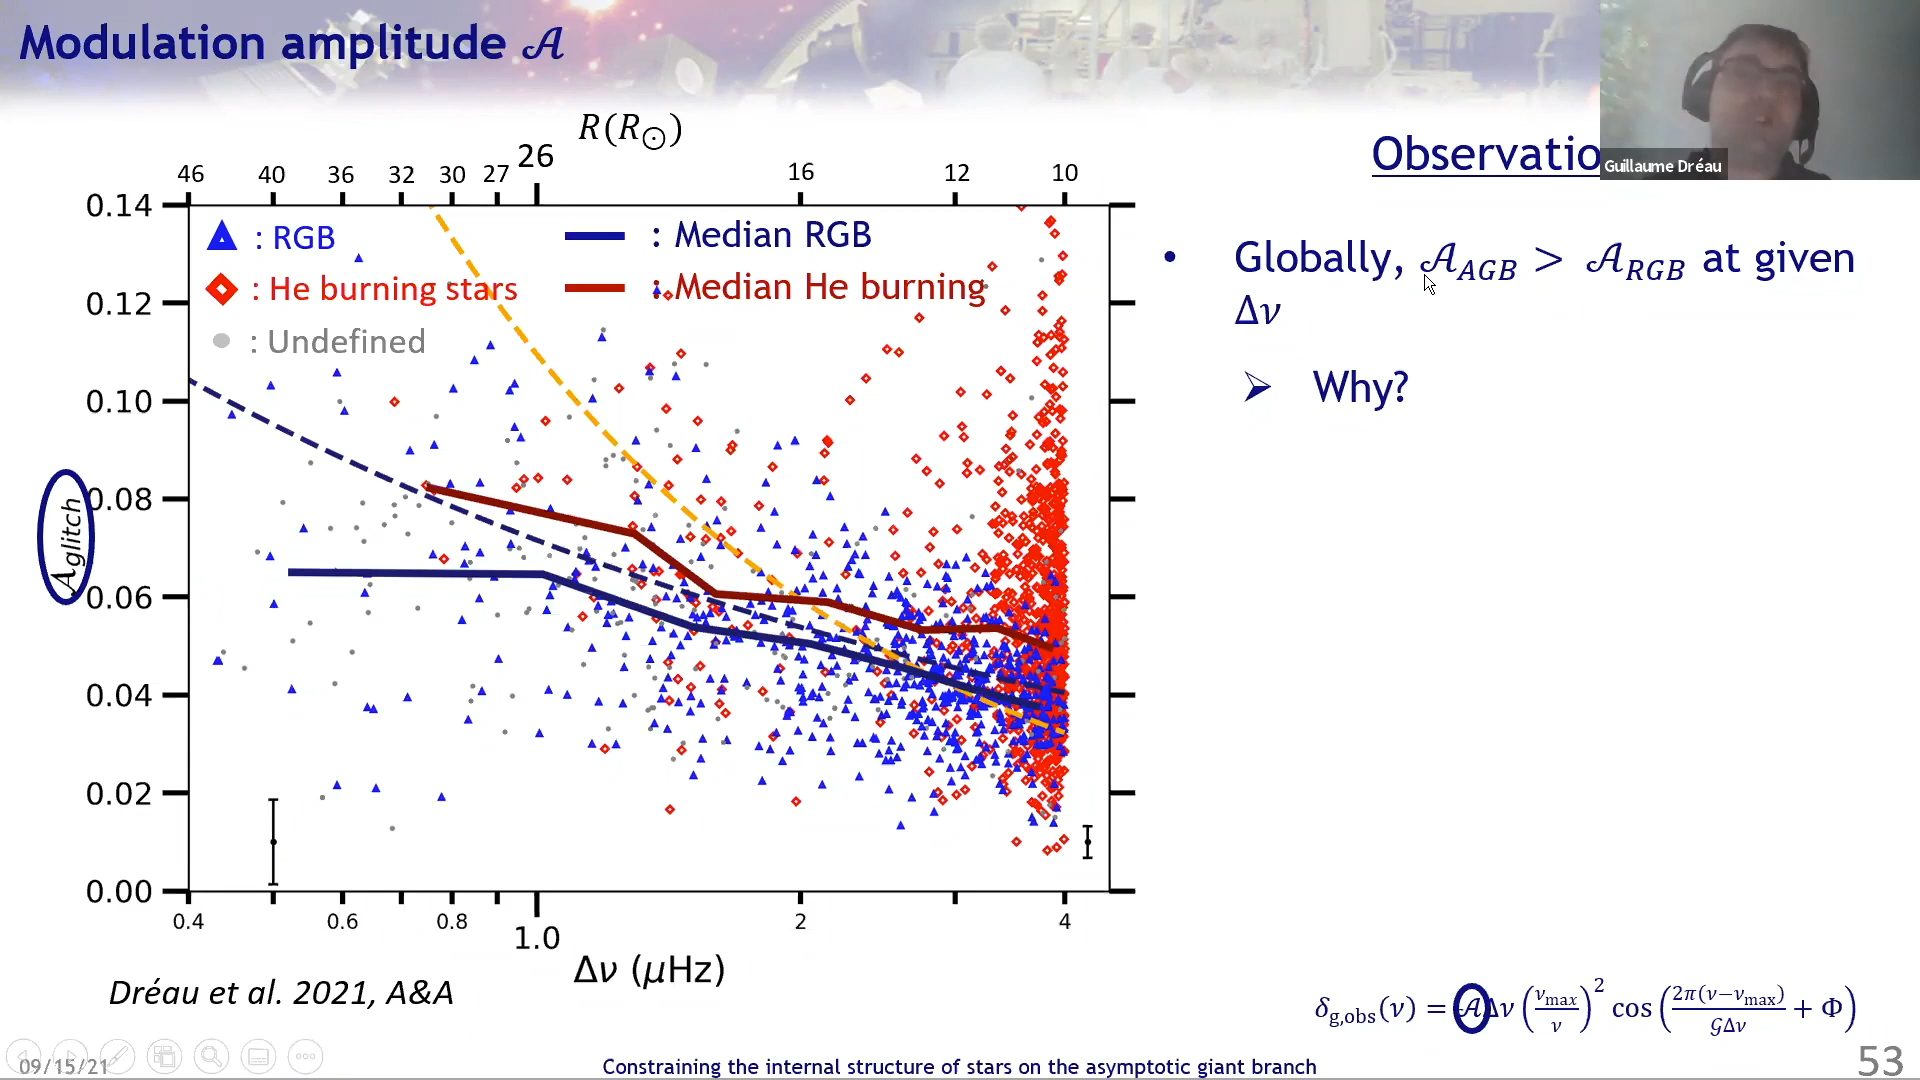 Modulation amplitude 𝒜
Guillaume Dréau
Observatio
R(R☉)
46 40 36 32 30 27 26 16 12 10
0.14
0.12
0.10
0.08
0.06
0.04
0.02
0.00
▲ : RGB
: Median RGB
: He burning stars
: Median He burning
: Undefined
𝒜glitch
0.4 0.6 0.8 1.0 2 4
Δν (μHz)
• Globally, 𝒜_AGB > 𝒜_RGB at given
Δν
➢ Why?
Dréau et al. 2021, A&A
δg,obs(ν) = 𝒜Δν (νmax/ν)² cos (2π(ν−νmax)/𝒢Δν + Φ)
09/15/21
Constraining the internal structure of stars on the asymptotic giant branch
53